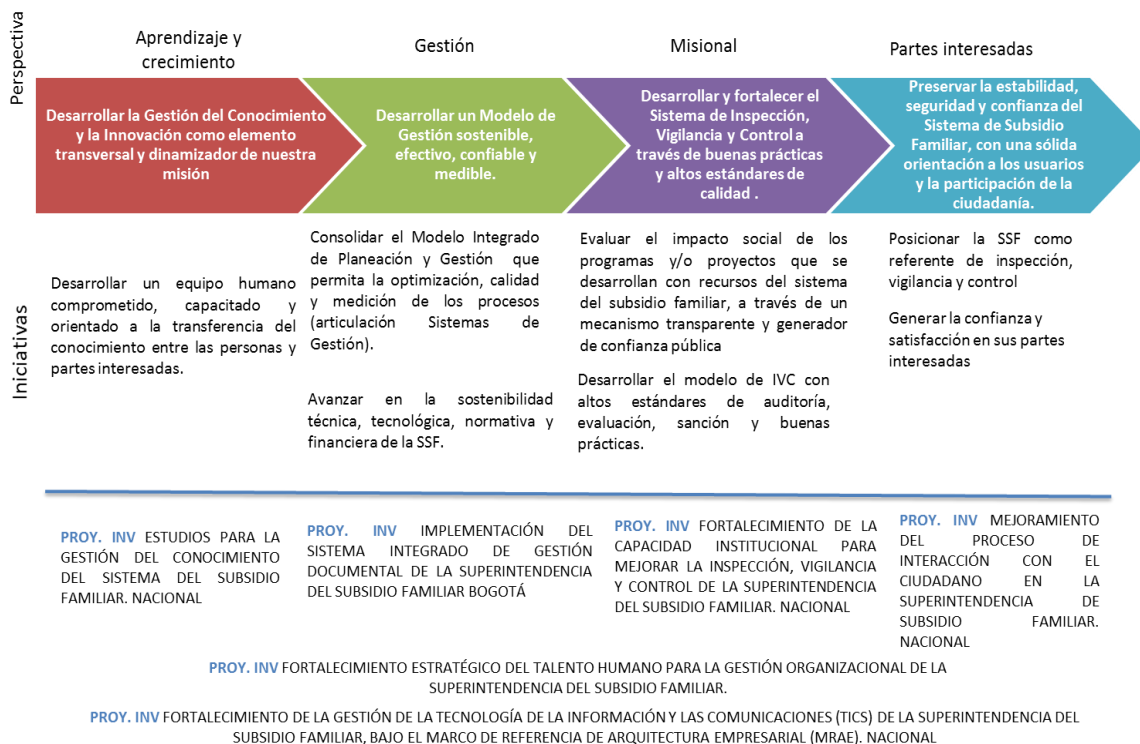 Perspectiva
Aprendizaje y
crecimiento
Gestión
Misional
Partes interesadas
Desarrollar la Gestión del Conocimiento
y la Innovación como elemento
transversal y dinamizador de nuestra
misión
Desarrollar un Modelo de
Gestión sostenible,
efectivo, confiable y
medible.
Desarrollar y fortalecer el
Sistema de Inspección,
Vigilancia y Control a
través de buenas prácticas
y altos estándares de
calidad .
Preservar la estabilidad,
seguridad y confianza del
Sistema de Subsidio
Familiar, con una sólida
orientación a los usuarios
y la participación de la
ciudadanía.
Iniciativas
Desarrollar un equipo humano
comprometido, capacitado y
orientado a la transferencia del
conocimiento entre las personas y
partes interesadas.
Consolidar el Modelo Integrado
de Planeación y Gestión que
permita la optimización, calidad
y medición de los procesos
(articulación Sistemas de
Gestión).
Avanzar en la sostenibilidad
técnica, tecnológica, normativa y
financiera de la SSF.
Evaluar el impacto social de los
programas y/o proyectos que se
desarrollan con recursos del sistema
del subsidio familiar, a través de un
mecanismo transparente y generador
de confianza pública
Desarrollar el modelo de IVC con
altos estándares de auditoría,
evaluación, sanción y buenas
prácticas.
Posicionar la SSF como
referente de inspección,
vigilancia y control
Generar la confianza y
satisfacción en sus partes
interesadas
PROY. INV ESTUDIOS PARA LA
GESTIÓN DEL CONOCIMIENTO
DEL SISTEMA DEL SUBSIDIO
FAMILIAR. NACIONAL
PROY. INV IMPLEMENTACIÓN DEL
SISTEMA INTEGRADO DE GESTIÓN
DOCUMENTAL DE LA SUPERINTENDENCIA
DEL SUBSIDIO FAMILIAR BOGOTÁ
PROY. INV FORTALECIMIENTO DE LA
CAPACIDAD INSTITUCIONAL PARA
MEJORAR LA INSPECCIÓN, VIGILANCIA
Y CONTROL DE LA SUPERINTENDENCIA
DEL SUBSIDIO FAMILIAR. NACIONAL
PROY. INV MEJORAMIENTO
DEL PROCESO DE
INTERACCIÓN CON EL
CIUDADANO EN LA
SUPERINTENDENCIA DE
SUBSIDIO FAMILIAR.
NACIONAL
PROY. INV FORTALECIMIENTO ESTRATÉGICO DEL TALENTO HUMANO PARA LA GESTIÓN ORGANIZACIONAL DE LA
SUPERINTENDENCIA DEL SUBSIDIO FAMILIAR.
PROY. INV FORTALECIMIENTO DE LA GESTIÓN DE LA TECNOLOGÍA DE LA INFORMACIÓN Y LAS COMUNICACIONES (TICS) DE LA SUPERINTENDENCIA DEL
SUBSIDIO FAMILIAR, BAJO EL MARCO DE REFERENCIA DE ARQUITECTURA EMPRESARIAL (MRAE). NACIONAL